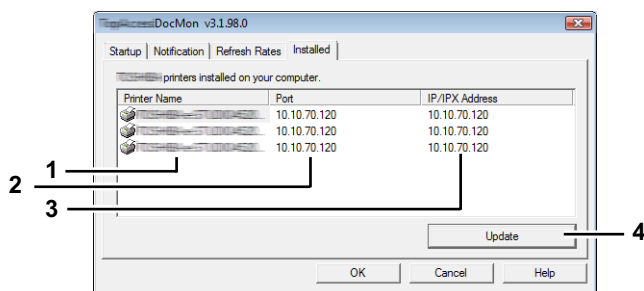 DocMon v3.1.98.0
Startup Notification Refresh Rates Installed
printers installed on your computer.
Printer Name Port IP/IPX Address
10.10.70.120 10.10.70.120
10.10.70.120 10.10.70.120
10.10.70.120 10.10.70.120
1
2
3
Update 4
OK Cancel Help